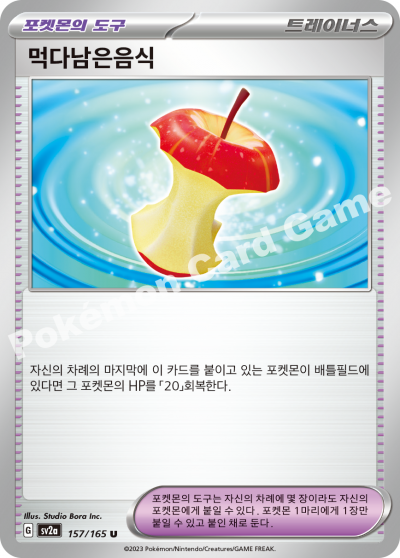 포켓몬의 도구
트레이너스
먹다남은음식
Pokémon Card Game
자신의 차례의 마지막에 이 카드를 붙이고 있는 포켓몬이 배틀필드에
있다면 그 포켓몬의 HP를 「20」회복한다.
Illus. Studio Bora Inc.
G sv2a 157/165 U
포켓몬의 도구는 자신의 차례에 몇 장이라도 자신의
포켓몬에게 붙일 수 있다. 포켓몬 1마리에게 1장만
붙일 수 있고 붙인 채로 둔다.
©2023 Pokémon/Nintendo/Creatures/GAME FREAK.